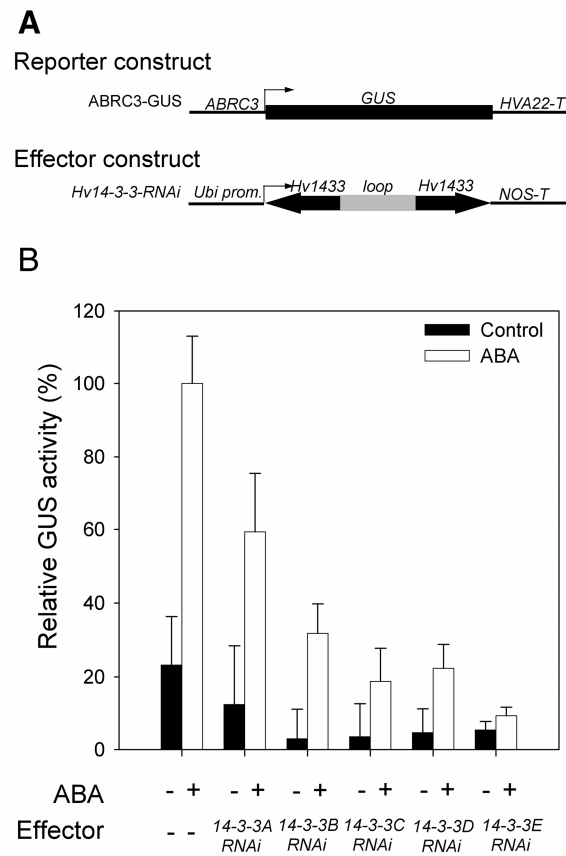 A
Reporter construct
ABRC3-GUS ABRC3 GUS HVA22-T
Effector construct
Hv14-3-3-RNAi Ubi prom. Hv1433 loop Hv1433 NOS-T
B
Control
ABA
Relative GUS activity (%)
120
100
80
60
40
20
0
ABA - + - + - + - + - + - +
Effector - - 14-3-3A 14-3-3B 14-3-3C 14-3-3D 14-3-3E
RNAi RNAi RNAi RNAi RNAi